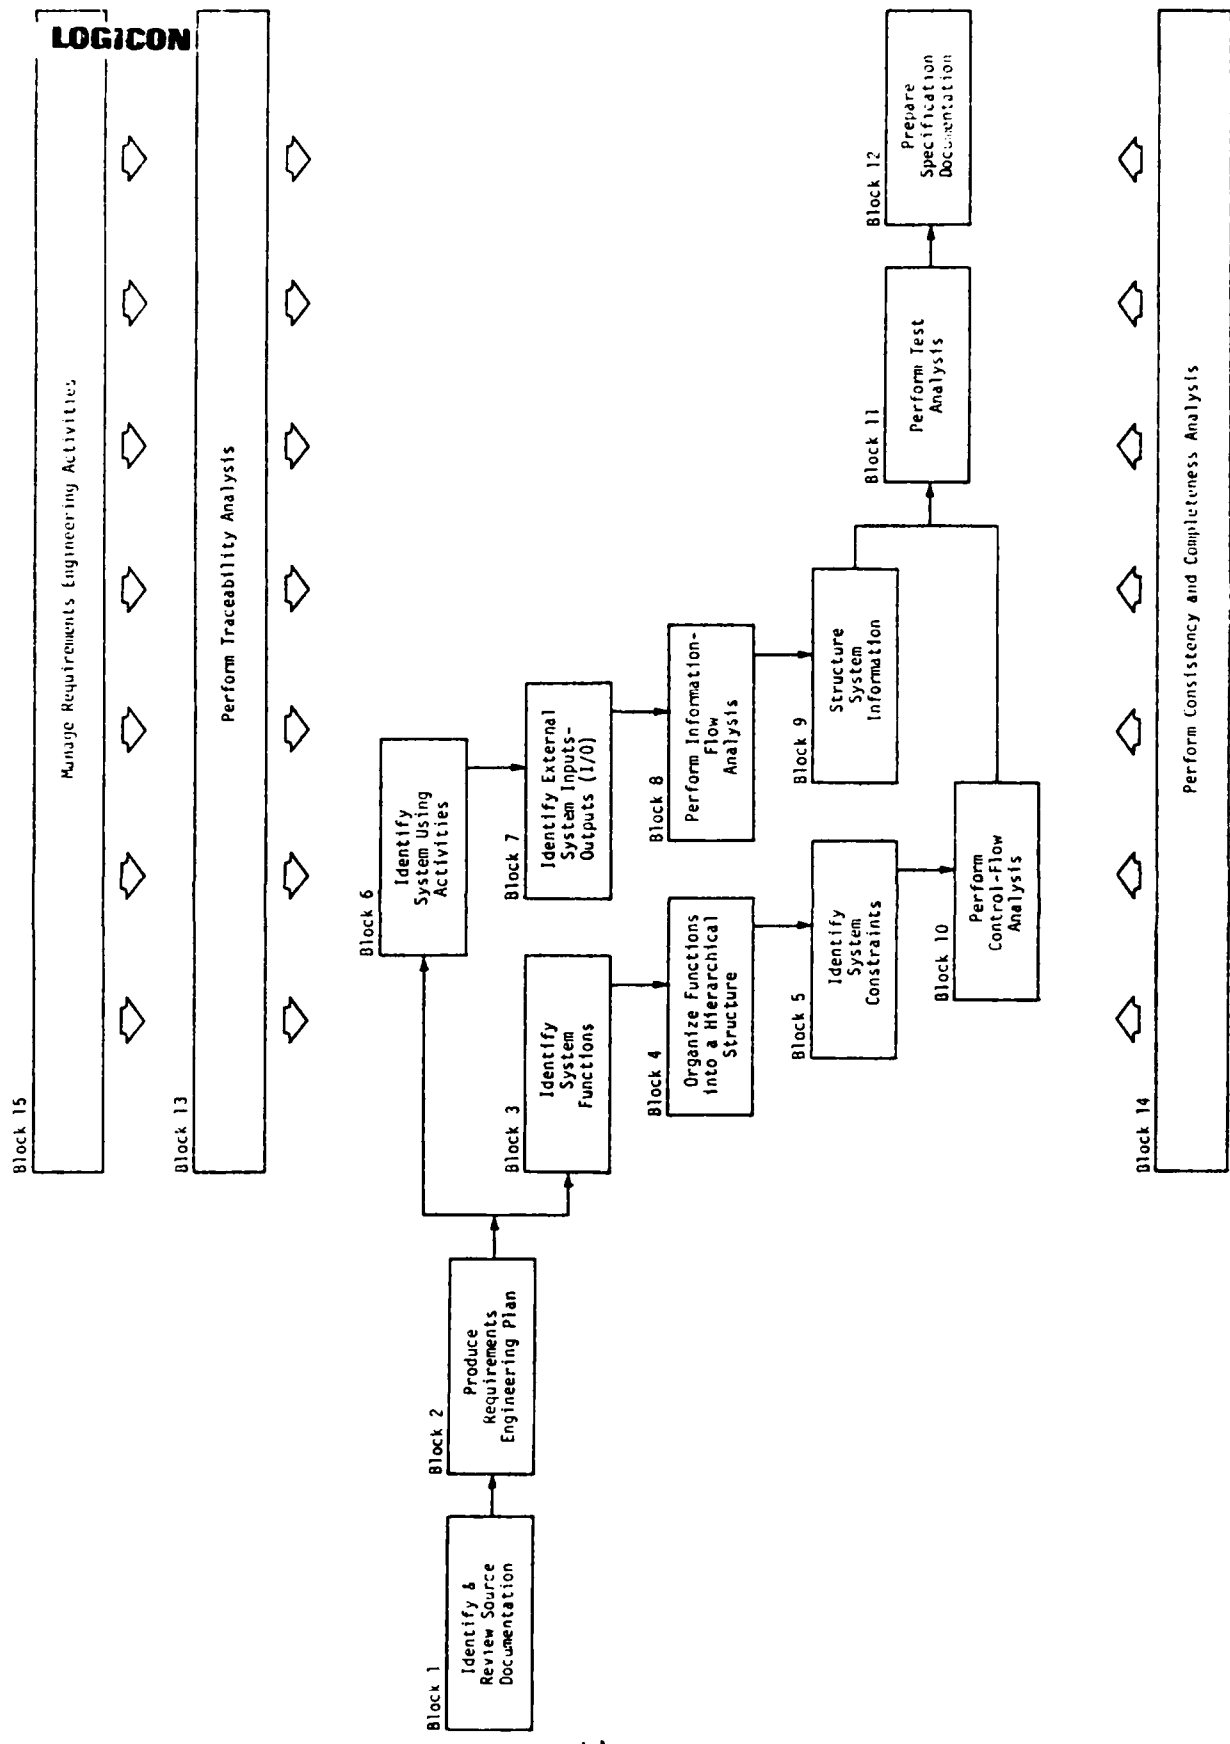 LOGICON
Block 15
Manage Requirements Engineering Activities
Block 13
Perform Traceability Analysis
Block 6
Identify
System Using
Activities
Block 7
Identify External
System Inputs-
Outputs (I/O)
Block 8
Perform Information-
Flow
Analysis
Block 9
Structure
System
Information
Block 1
Identify &
Review Source
Documentation
Block 2
Produce
Requirements
Engineering Plan
Block 3
Identify
System
Functions
Block 4
Organize Functions
into a Hierarchical
Structure
Block 5
Identify
System
Constraints
Block 10
Perform
Control-Flow
Analysis
Block 11
Perform Test
Analysis
Block 12
Prepare
Specification
Documentation
Block 14
Perform Consistency and Completeness Analysis